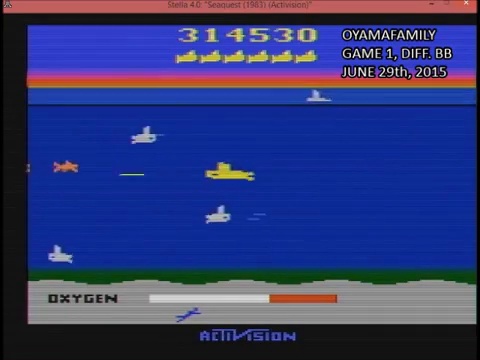 Stella 4.0: "Seaquest (1983) (Activision)"
314530
OYAMAFAMILY
GAME 1, DIFF. BB
JUNE 29th, 2015
OXYGEN
ACTIVISION